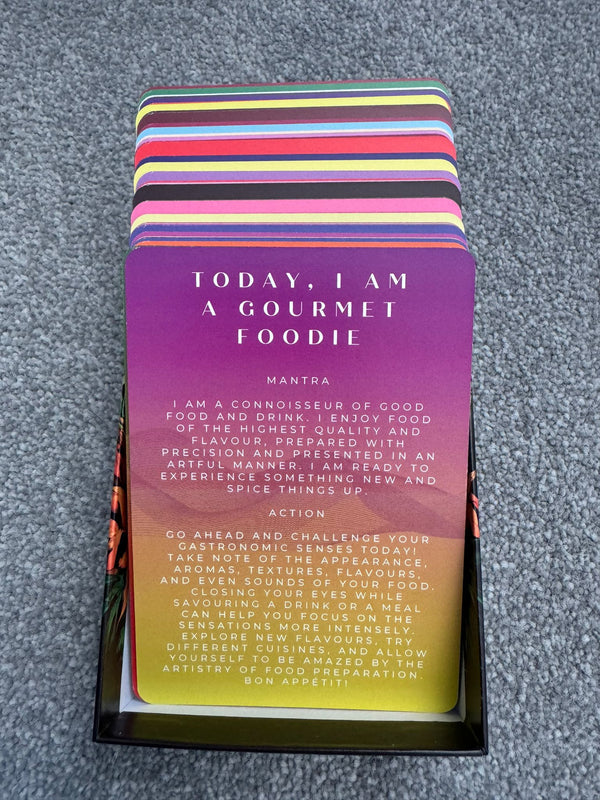 TODAY, I AM
A GOURMET
FOODIE
MANTRA
I AM A CONNOISSEUR OF GOOD
FOOD AND DRINK. I ENJOY FOOD
OF THE HIGHEST QUALITY AND
FLAVOUR, PREPARED WITH
PRECISION AND PRESENTED IN AN
ARTFUL MANNER. I AM READY TO
EXPERIENCE SOMETHING NEW AND
SPICE THINGS UP.
ACTION
GO AHEAD AND CHALLENGE YOUR
GASTRONOMIC SENSES TODAY!
TAKE NOTE OF THE APPEARANCE,
AROMAS, TEXTURES, FLAVOURS,
AND EVEN SOUNDS OF YOUR FOOD.
CLOSING YOUR EYES WHILE
SAVOURING A DRINK OR A MEAL
CAN HELP YOU FOCUS ON THE
SENSATIONS MORE INTENSELY.
EXPLORE NEW FLAVOURS, TRY
DIFFERENT CUISINES, AND ALLOW
YOURSELF TO BE AMAZED BY THE
ARTISTRY OF FOOD PREPARATION.
BON APPÉTIT!